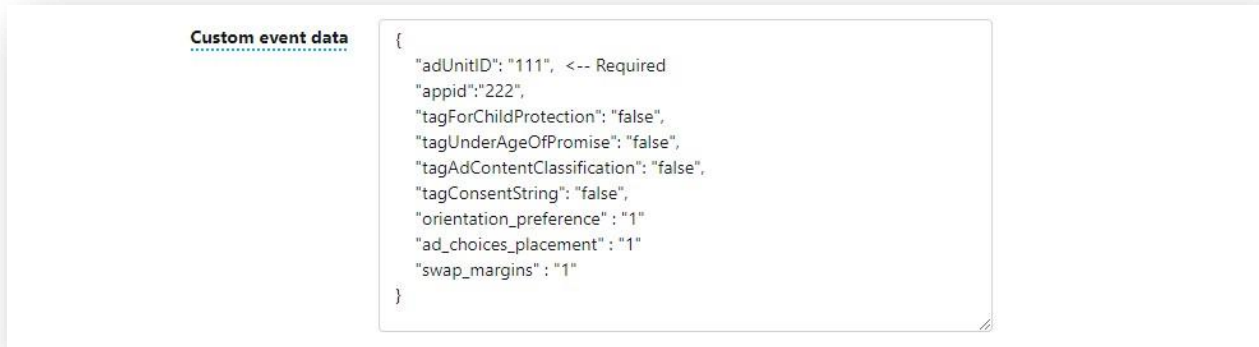 Custom event data
{
"adUnitID": "111",  <-- Required
"appid":"222",
"tagForChildProtection": "false",
"tagUnderAgeOfPromise": "false",
"tagAdContentClassification": "false",
"tagConsentString": "false",
"orientation_preference" : "1"
"ad_choices_placement" : "1"
"swap_margins" : "1"
}